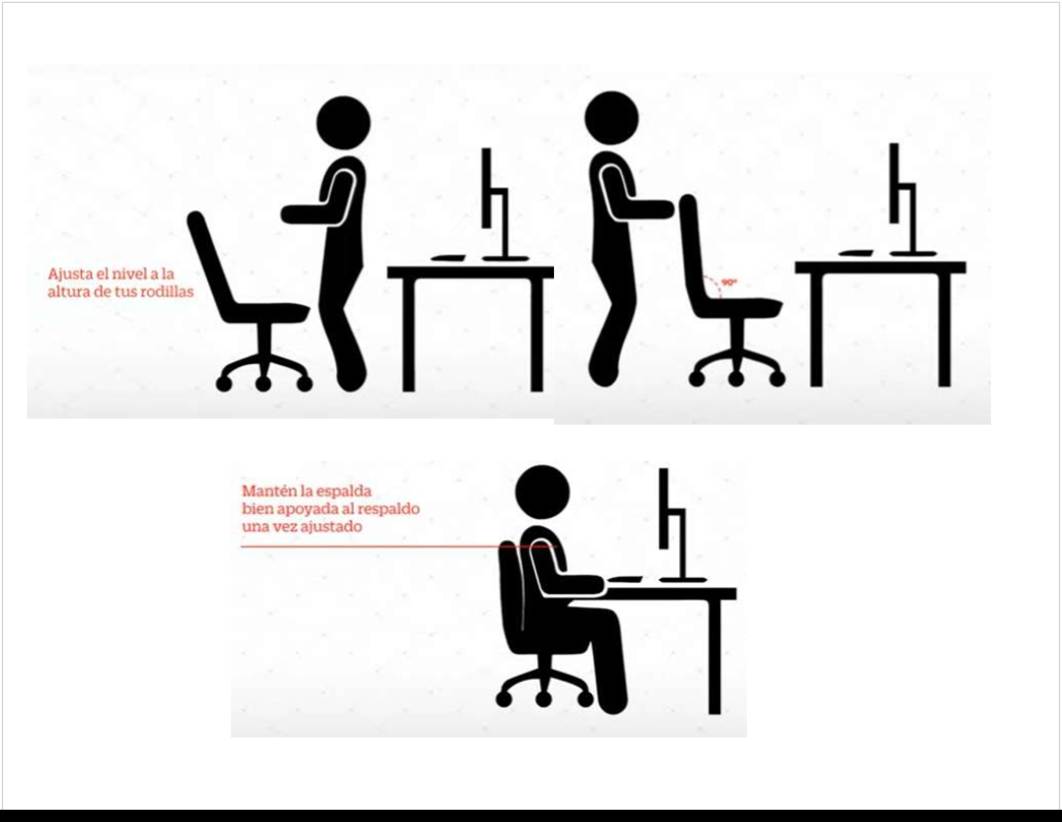 Ajusta el nivel a la
altura de tus rodillas
90°
Mantén la espalda
bien apoyada al respaldo
una vez ajustado